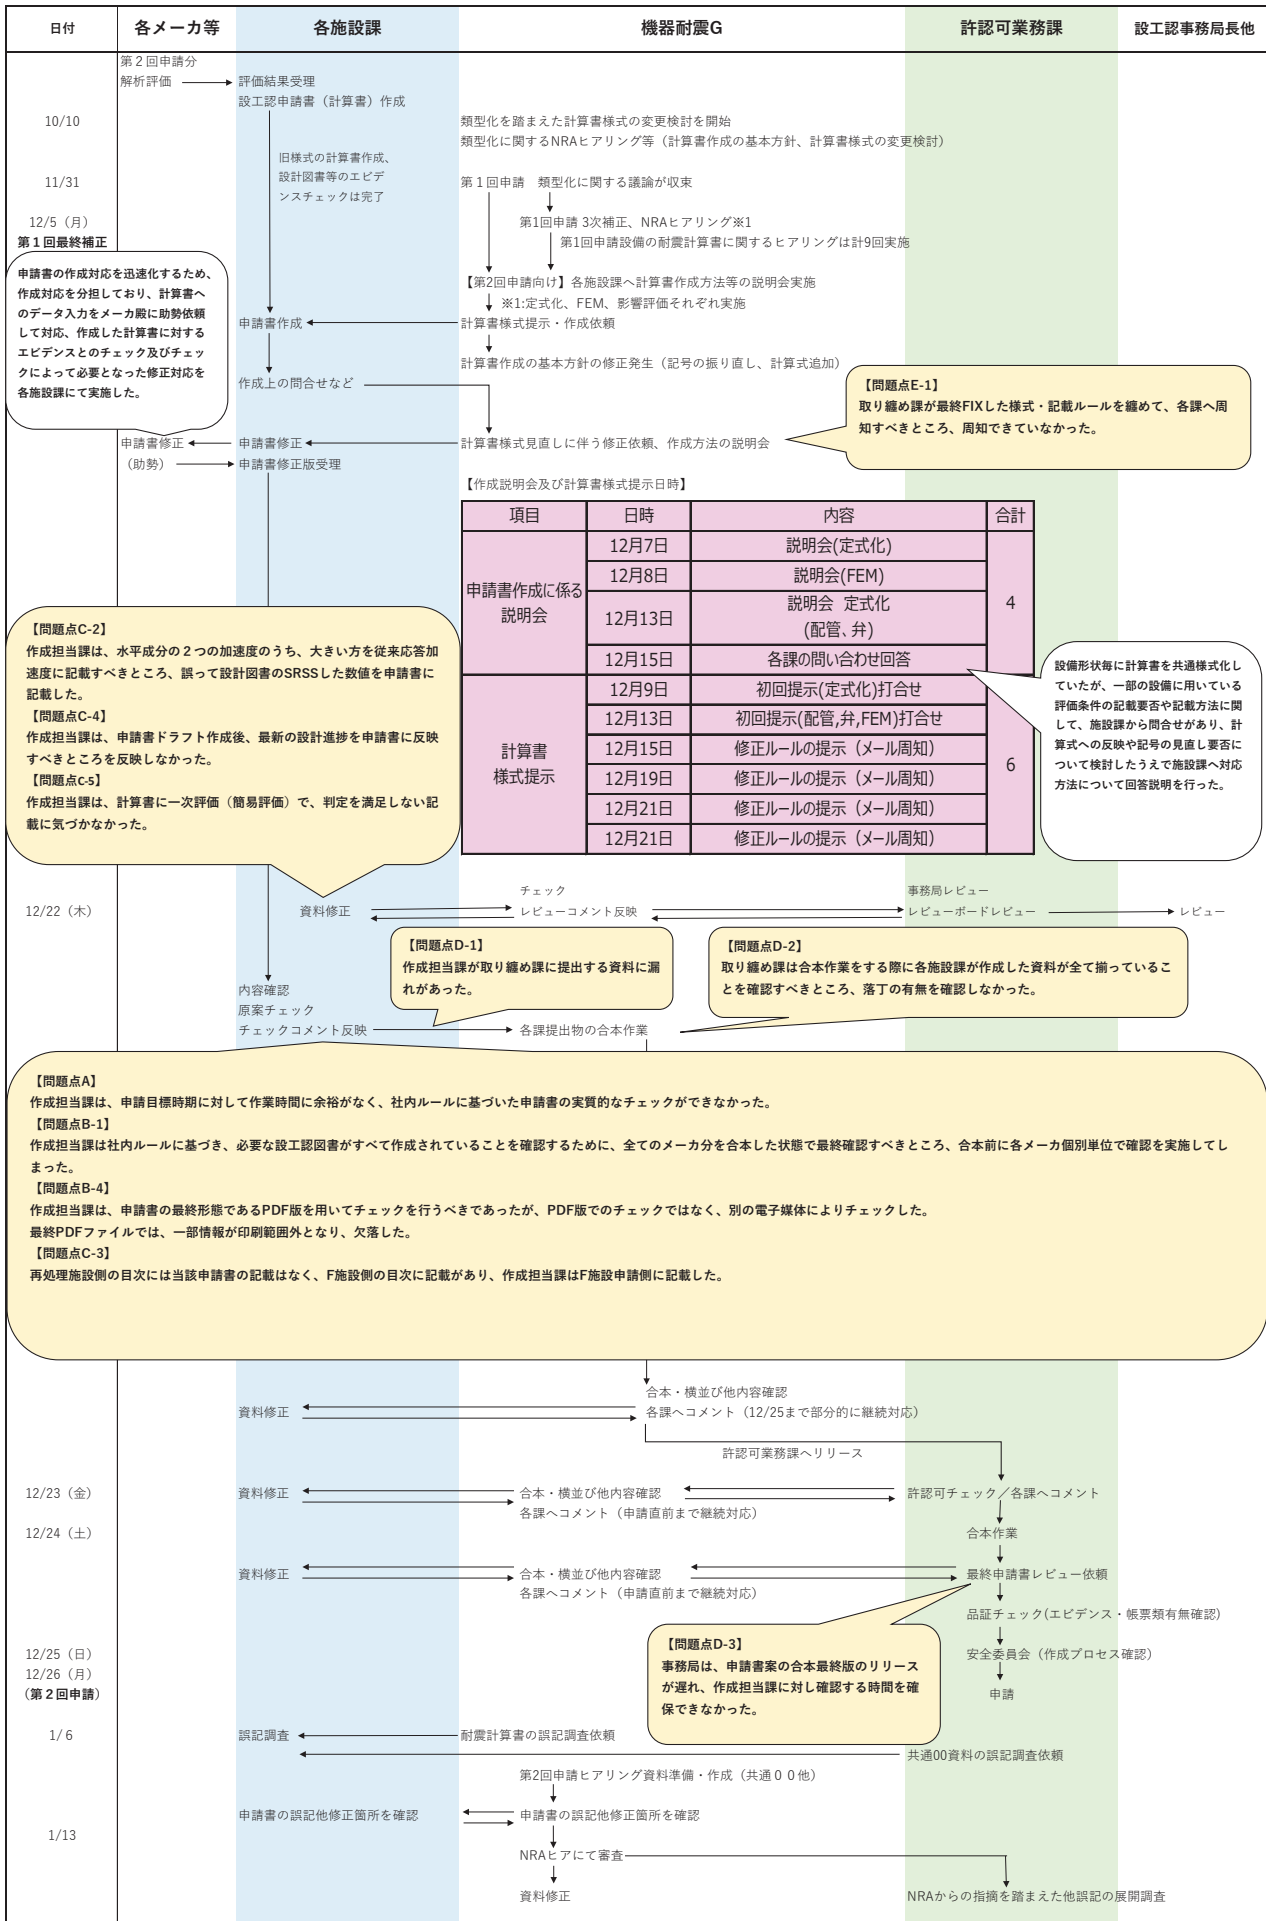 日付
各メーカ等
各施設課
機器耐震G
許認可業務課
設工認事務局長他
第２回申請分
解析評価
評価結果受理
設工認申請書（計算書）作成
10/10
類型化を踏まえた計算書様式の変更検討を開始
類型化に関するNRAヒアリング等（計算書作成の基本方針、計算書様式の変更検討）
旧様式の計算書作成、
設計図書等のエビデ
ンスチェックは完了
11/31
第１回申請　類型化に関する議論が収束
12/5（月）
第１回最終補正
第1回申請 3次補正、NRAヒアリング※1
第1回申請設備の耐震計算書に関するヒアリングは計9回実施
申請書の作成対応を迅速化するため、
作成対応を分担しており、計算書へ
のデータ入力をメーカ殿に助勢依頼
して対応、作成した計算書に対する
エビデンスとのチェック及びチェッ
クによって必要となった修正対応を
各施設課にて実施した。
【第2回申請向け】各施設課へ計算書作成方法等の説明会実施
※1:定式化、FEM、影響評価それぞれ実施
申請書作成
計算書様式提示・作成依頼
計算書作成の基本方針の修正発生（記号の振り直し、計算式追加）
作成上の問合せなど
【問題点E-1】
取り纏め課が最終FIXした様式・記載ルールを纏めて、各課へ周
知すべきところ、周知できていなかった。
申請書修正
申請書修正
計算書様式見直しに伴う修正依頼、作成方法の説明会
（助勢）
申請書修正版受理
【作成説明会及び計算書様式提示日時】
項目
日時
内容
合計
申請書作成に係る
説明会
12月7日
説明会(定式化)
12月8日
説明会(FEM)
12月13日
説明会 定式化
(配管、弁)
12月15日
各課の問い合わせ回答
4
計算書
様式提示
12月9日
初回提示(定式化)打合せ
12月13日
初回提示(配管,弁,FEM)打合せ
12月15日
修正ルールの提示（メール周知）
12月19日
修正ルールの提示（メール周知）
12月21日
修正ルールの提示（メール周知）
12月21日
修正ルールの提示（メール周知）
6
設備形状毎に計算書を共通様式化し
ていたが、一部の設備に用いている
評価条件の記載要否や記載方法に関
して、施設課から問合せがあり、計
算式への反映や記号の見直し要否に
ついて検討したうえで施設課へ対応
方法について回答説明を行った。
【問題点C-2】
作成担当課は、水平成分の２つの加速度のうち、大きい方を従来応答加
速度に記載すべきところ、誤って設計図書のSRSSした数値を申請書に
記載した。
【問題点C-4】
作成担当課は、申請書ドラフト作成後、最新の設計進捗を申請書に反映
すべきところを反映しなかった。
【問題点C-5】
作成担当課は、計算書に一次評価（簡易評価）で、判定を満足しない記
載に気づかなかった。
12/22（木）
資料修正
チェック
レビューコメント反映
事務局レビュー
レビューボードレビュー
レビュー
【問題点D-1】
作成担当課が取り纏め課に提出する資料に漏
れがあった。
【問題点D-2】
取り纏め課は合本作業をする際に各施設課が作成した資料が全て揃っているこ
とを確認すべきところ、落丁の有無を確認しなかった。
内容確認
原案チェック
チェックコメント反映
各課提出物の合本作業
【問題点A】
作成担当課は、申請目標時期に対して作業時間に余裕がなく、社内ルールに基づいた申請書の実質的なチェックができなかった。
【問題点B-1】
作成担当課は社内ルールに基づき、必要な設工認図書がすべて作成されていることを確認するために、全てのメーカ分を合本した状態で最終確認すべきところ、合本前に各メーカ個別単位で確認を実施してし
まった。
【問題点B-4】
作成担当課は、申請書の最終形態であるPDF版を用いてチェックを行うべきであったが、PDF版でのチェックではなく、別の電子媒体によりチェックした。
最終PDFファイルでは、一部情報が印刷範囲外となり、欠落した。
【問題点C-3】
再処理施設側の目次には当該申請書の記載はなく、F施設側の目次に記載があり、作成担当課はF施設申請側に記載した。
合本・横並び他内容確認
資料修正
各課へコメント（12/25まで部分的に継続対応）
許認可業務課へリリース
12/23（金）
資料修正
合本・横並び他内容確認
各課へコメント（申請直前まで継続対応）
許認可チェック／各課へコメント
12/24（土）
合本作業
資料修正
合本・横並び他内容確認
各課へコメント（申請直前まで継続対応）
最終申請書レビュー依頼
品証チェック(エビデンス・帳票類有無確認)
【問題点D-3】
事務局は、申請書案の合本最終版のリリース
が遅れ、作成担当課に対し確認する時間を確
保できなかった。
12/25（日）
安全委員会（作成プロセス確認）
12/26（月）
（第２回申請）
申請
1/ 6
誤記調査
耐震計算書の誤記調査依頼
共通00資料の誤記調査依頼
第2回申請ヒアリング資料準備・作成（共通００他）
申請書の誤記他修正箇所を確認
申請書の誤記他修正箇所を確認
1/13
NRAヒアにて審査
資料修正
NRAからの指摘を踏まえた他誤記の展開調査